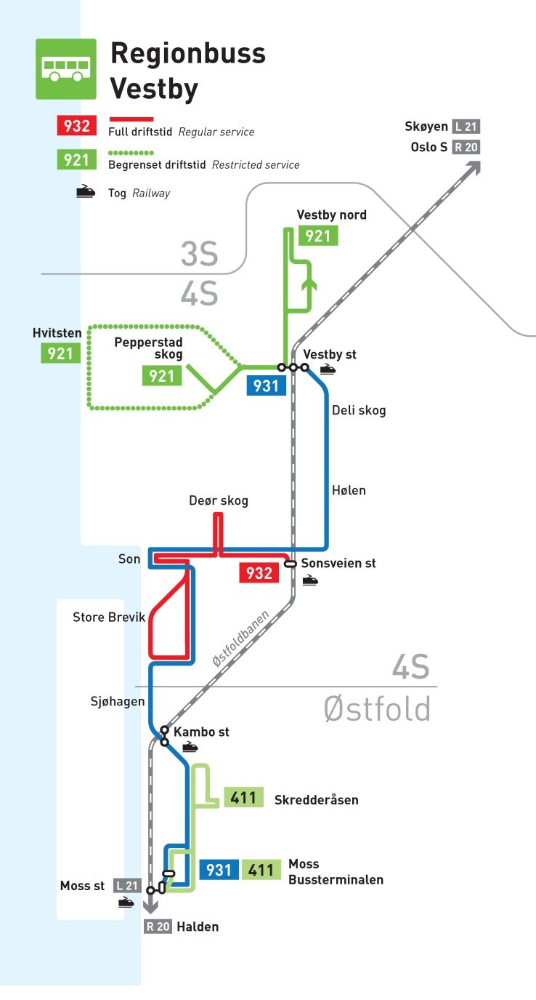 Regionbuss
Vestby
932
Full driftstid Regular service
921
Begrenset driftstid Restricted service
Tog Railway
Skøyen L 21
Oslo S R 20
Vestby nord
921
3S
4S
Hvitsten
921
Pepperstad
skog
921
Vestby st
931
Deli skog
Hølen
Deør skog
Son
932
Sonsveien st
Store Brevik
Østfoldbanen
4S
Østfold
Sjøhagen
Kambo st
411
Skredderåsen
931
411
Moss
Bussterminalen
Moss st L 21
R 20 Halden